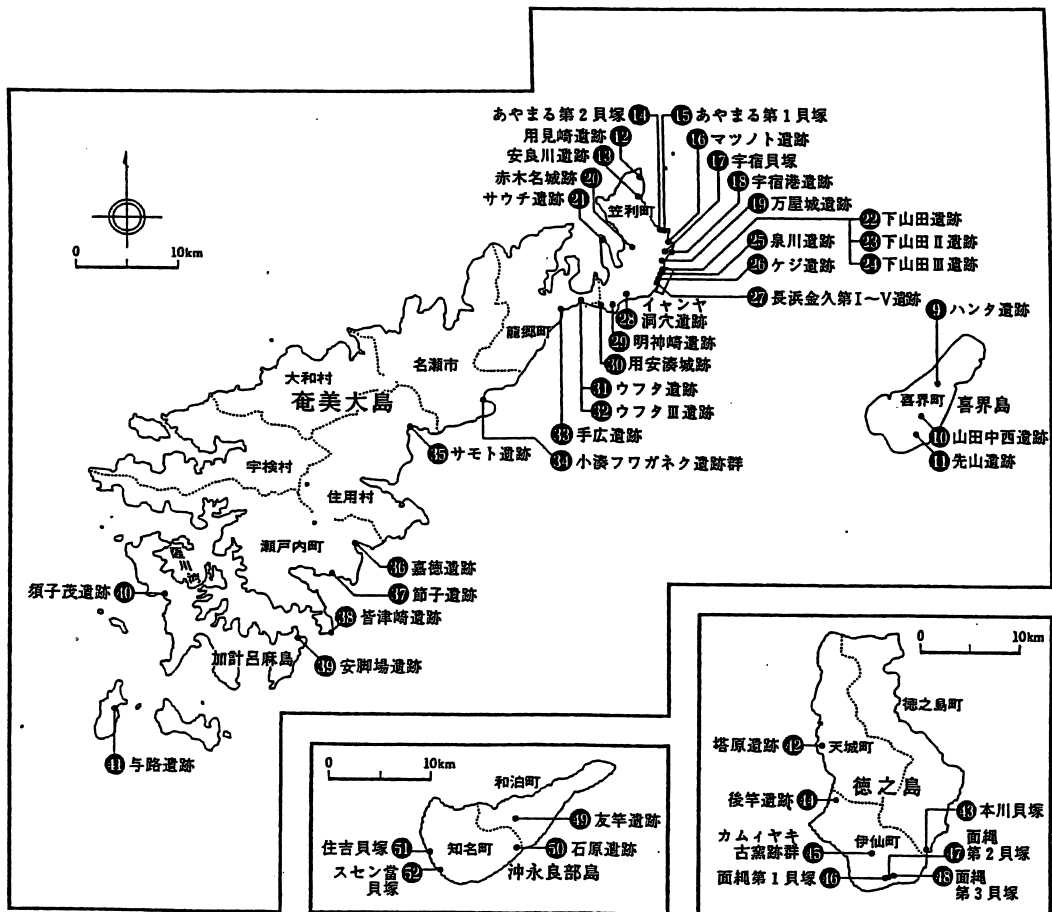 あやまる第2貝塚 14
15 あやまる第1貝塚
用見崎遺跡 12
16 マツノト遺跡
安良川遺跡 13
17 宇宿貝塚
赤木名城跡 20
18 宇宿港遺跡
サウチ遺跡 21
19 万屋城遺跡
笠利町
22 下山田遺跡
25 泉川遺跡
23 下山田Ⅱ遺跡
26 ケジ遺跡
24 下山田Ⅲ遺跡
27 長浜金久第Ⅰ〜Ⅴ遺跡
0 10km
イヤンヤ
28 洞穴遺跡
9 ハンタ遺跡
龍郷町
29 明神崎遺跡
名瀬市
30 用安湊城跡
大和村
31 ウフタ遺跡
奄美大島
32 ウフタⅢ遺跡
喜界町
喜界島
33 手広遺跡
10 山田中西遺跡
35 サモト遺跡
34 小湊フワガネク遺跡群
11 先山遺跡
宇検村
住用村
瀬戸内町
36 嘉徳遺跡
37 節子遺跡
須子茂遺跡 40
38 皆津崎遺跡
加計呂麻島
39 安脚場遺跡
41 与路遺跡
0 10km
和泊町
49 友竿遺跡
住吉貝塚 51
知名町
50 石原遺跡
スセン當
貝塚 52
沖永良部島
0 10km
徳之島町
塔原遺跡 42
天城町
徳之島
後竿遺跡 44
43 本川貝塚
カムィヤキ
古窯跡群 45
伊仙町
面縄
47 第2貝塚
面縄第1貝塚 46
48 面縄
第3貝塚